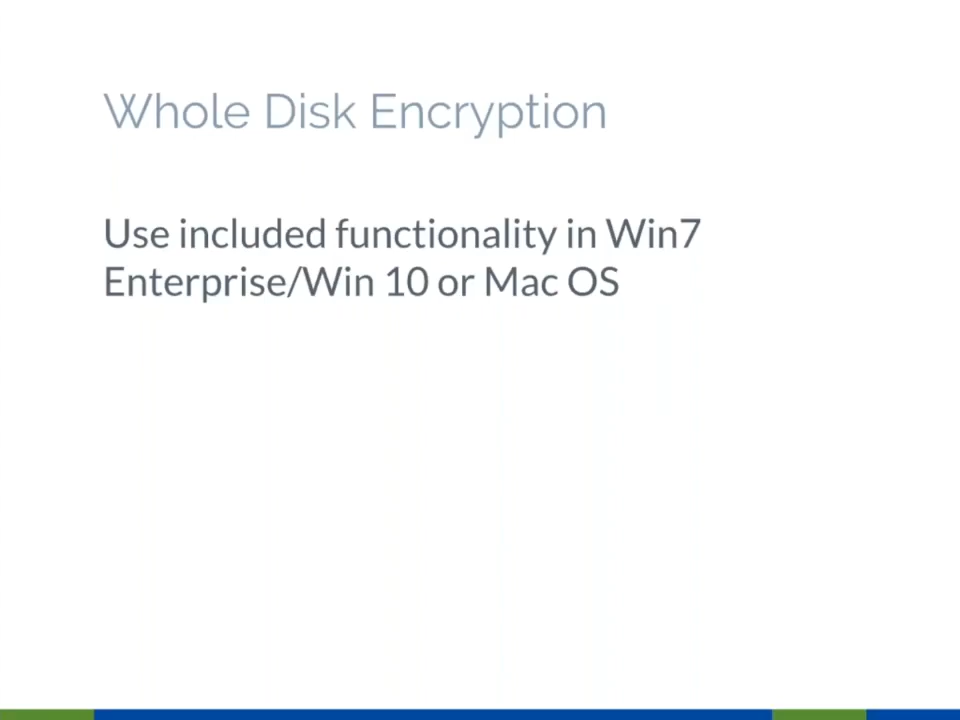 Whole Disk Encryption
Use included functionality in Win7
Enterprise/Win 10 or Mac OS